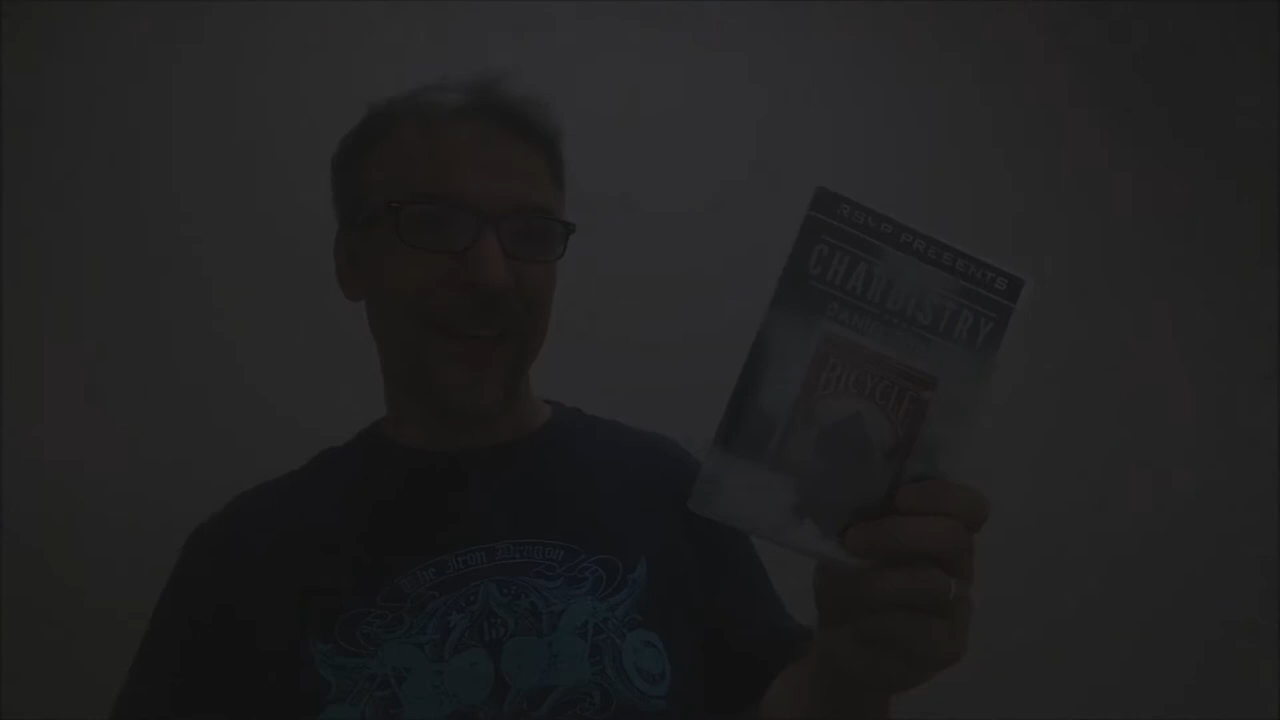 RSVP PRESENTS
CHARDISTRY
BICYCLE
The Iron Dragon